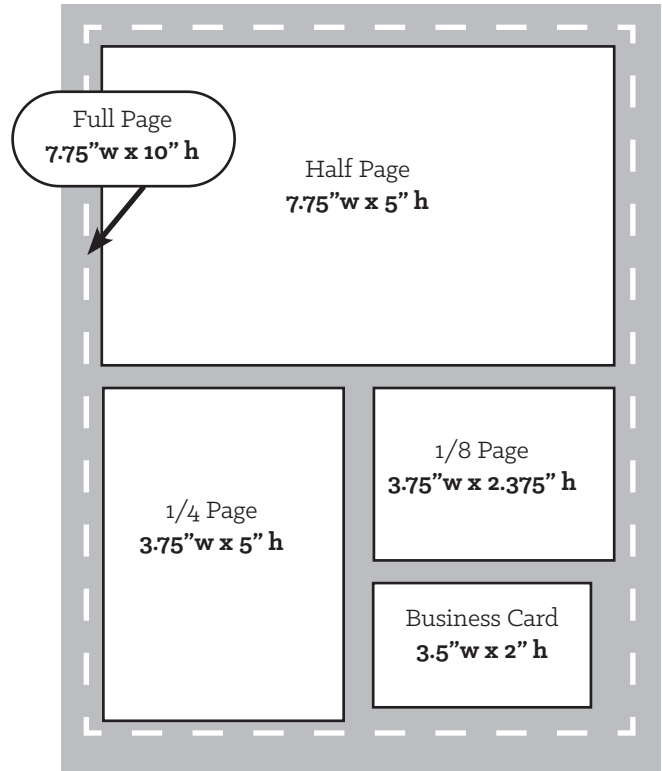 Full Page
7.75”w x 10” h
Half Page
7.75”w x 5” h
1/4 Page
3.75”w x 5” h
1/8 Page
3.75”w x 2.375” h
Business Card
3.5”w x 2” h